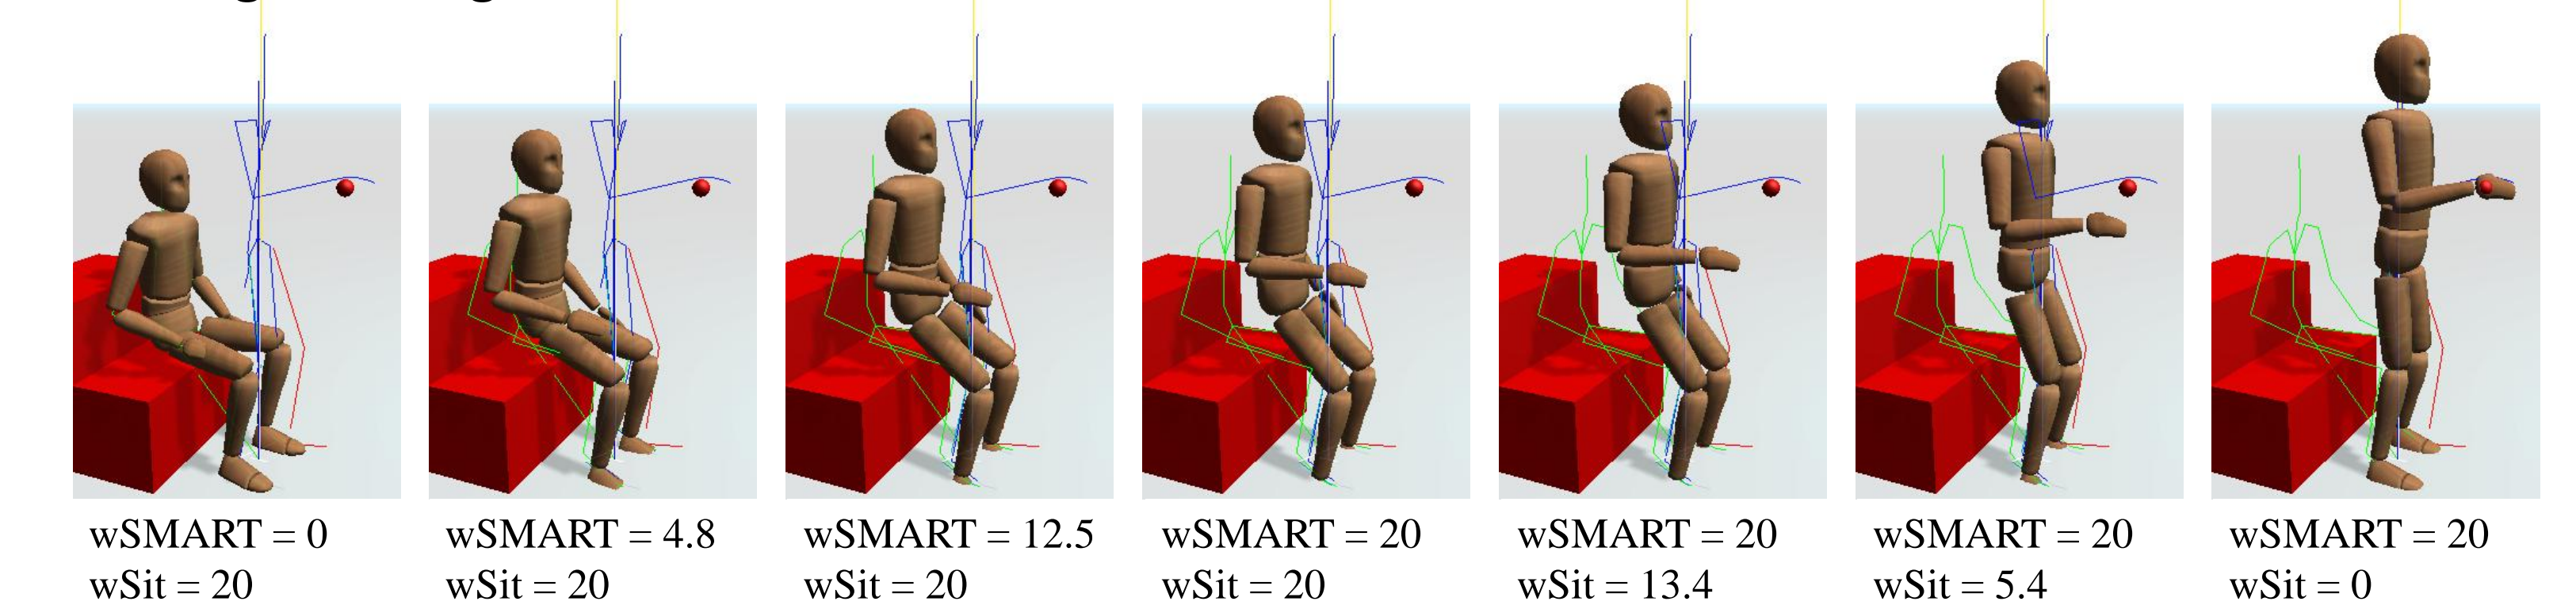 wSMART = 0
wSit = 20
wSMART = 4.8
wSit = 20
wSMART = 12.5
wSit = 20
wSMART = 20
wSit = 20
wSMART = 20
wSit = 13.4
wSMART = 20
wSit = 5.4
wSMART = 20
wSit = 0